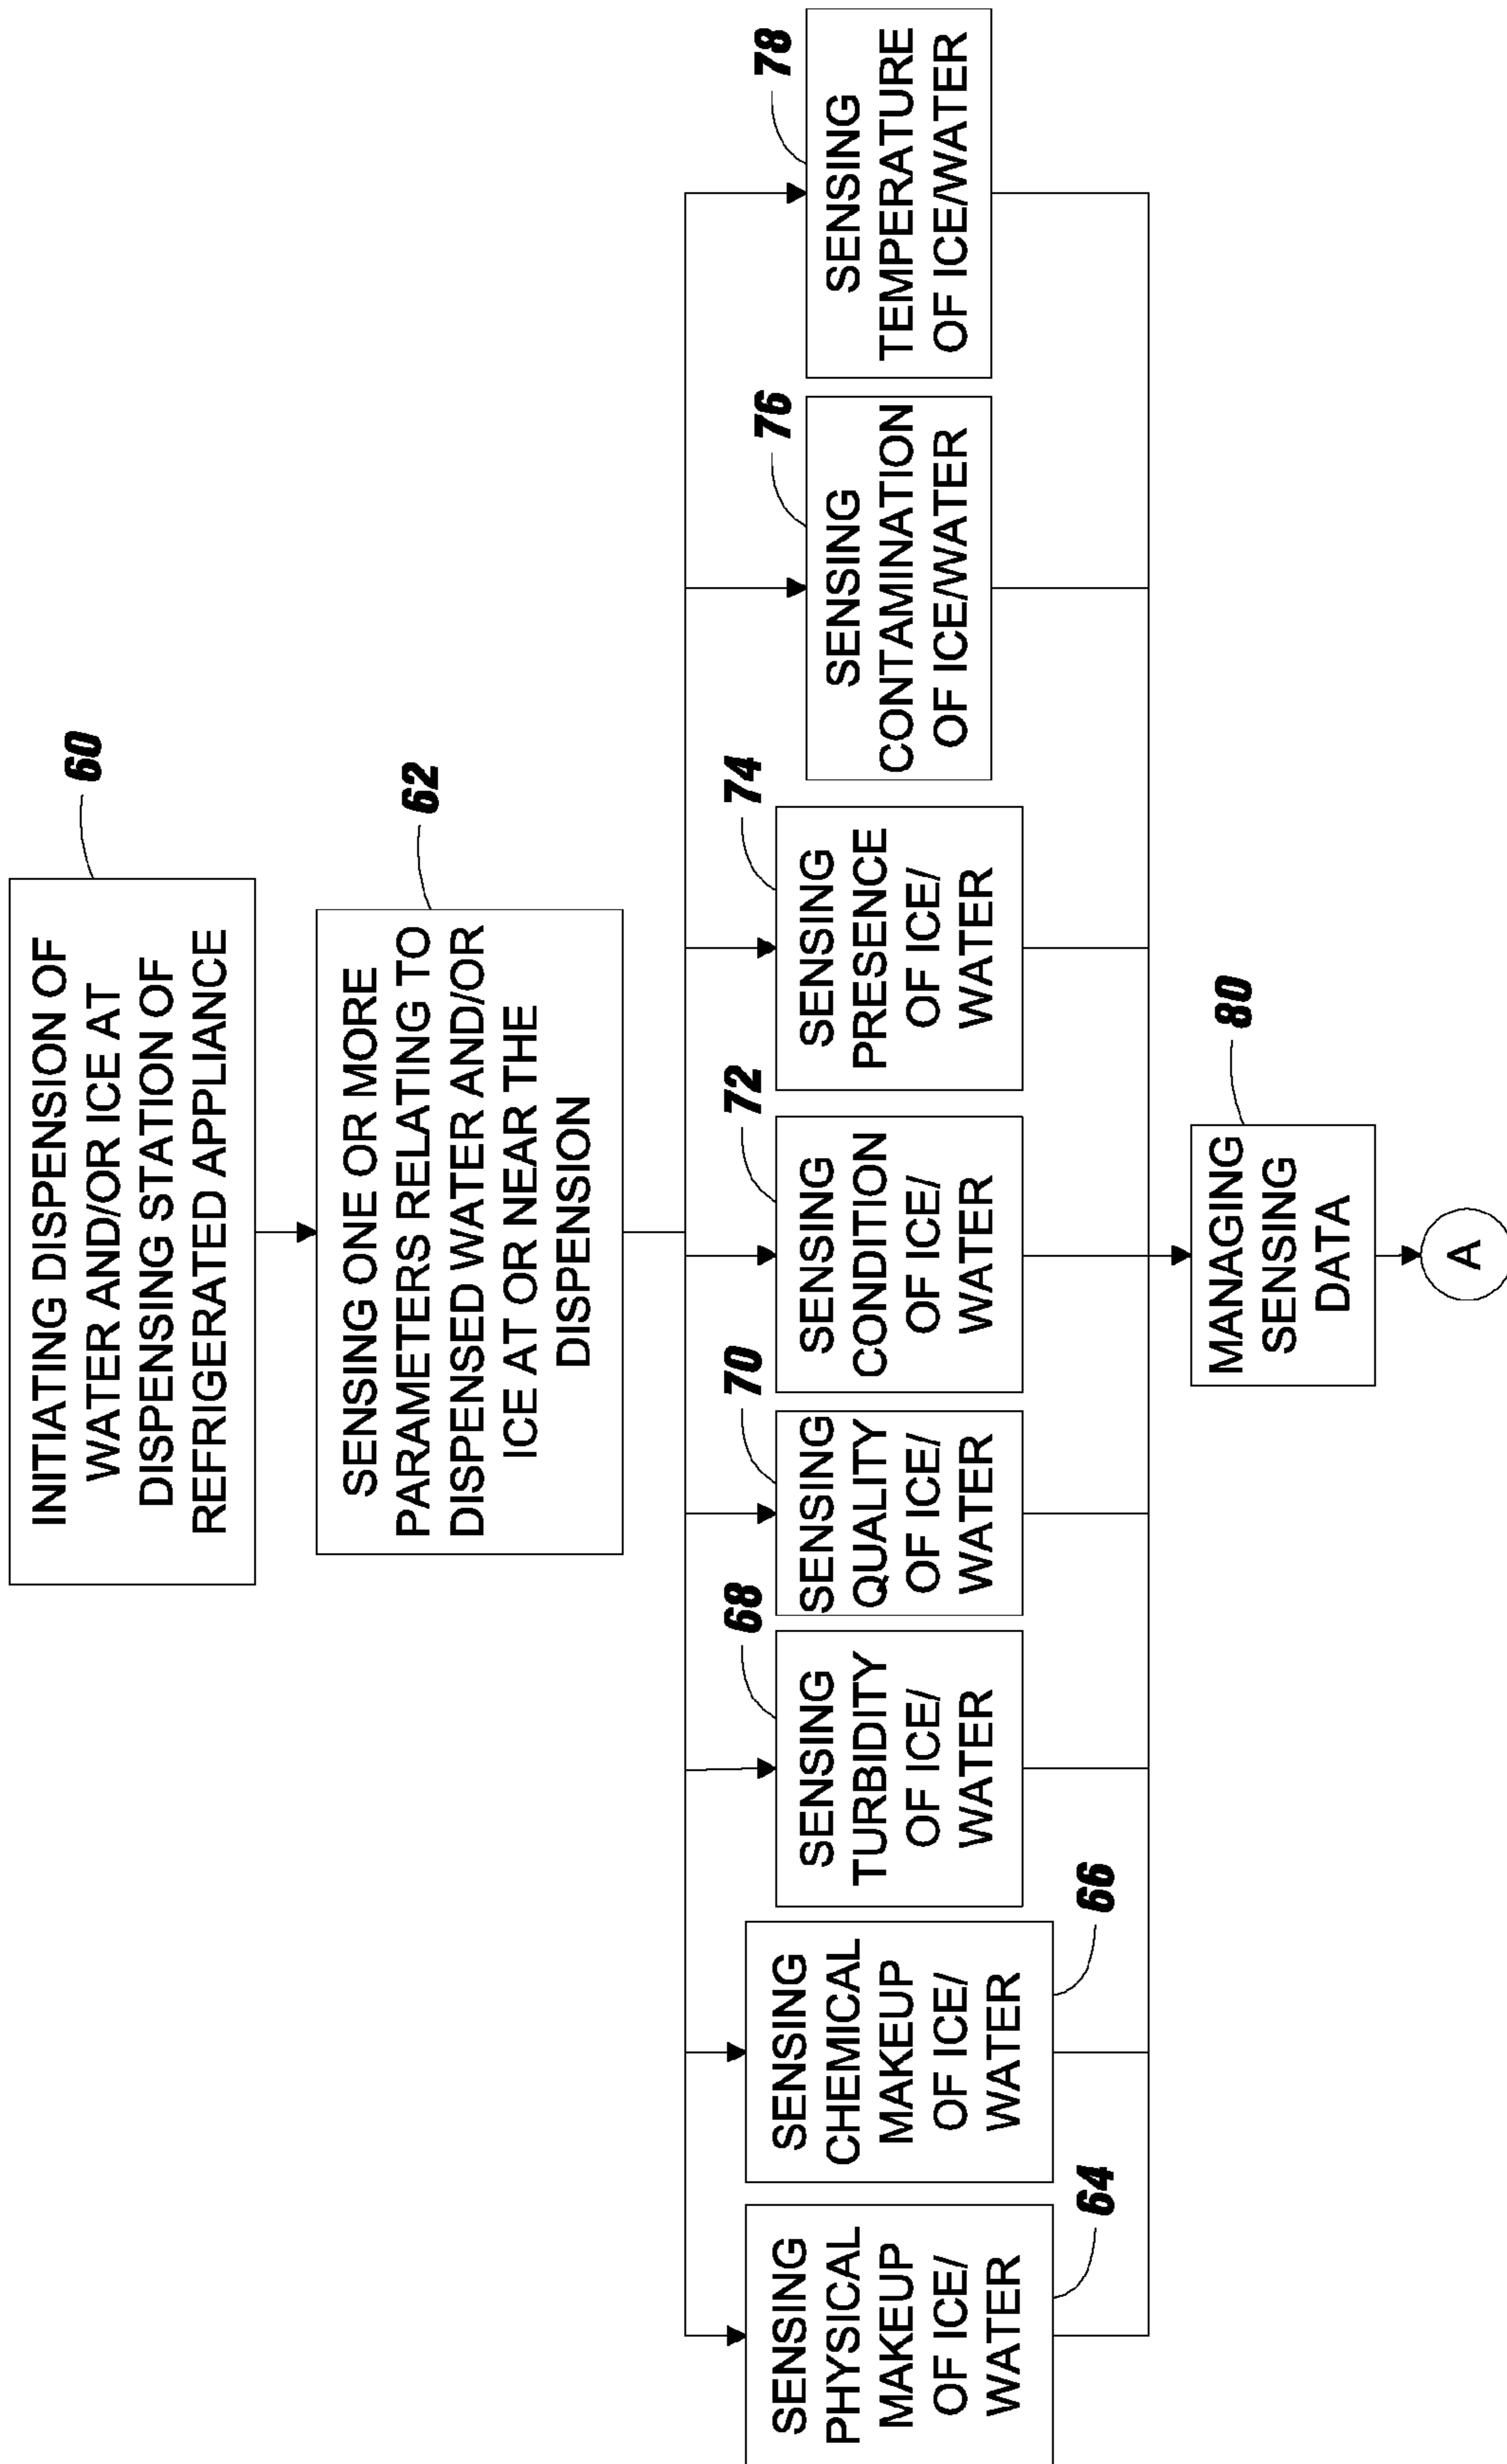 60
INITIATING DISPENSION OF
WATER AND/OR ICE AT
DISPENSING STATION OF
REFRIGERATED APPLIANCE
62
SENSING ONE OR MORE
PARAMETERS RELATING TO
DISPENSED WATER AND/OR
ICE AT OR NEAR THE
DISPENSION
SENSING
PHYSICAL
MAKEUP
OF ICE/
WATER
64
SENSING
CHEMICAL
MAKEUP
OF ICE/
WATER
66
68
SENSING
TURBIDITY
OF ICE/
WATER
70
SENSING
QUALITY
OF ICE/
WATER
72
SENSING
CONDITION
OF ICE/
WATER
74
SENSING
PRESENCE
OF ICE/
WATER
76
SENSING
CONTAMINATION
OF ICE/WATER
78
SENSING
TEMPERATURE
OF ICE/WATER
80
MANAGING
SENSING
DATA
A